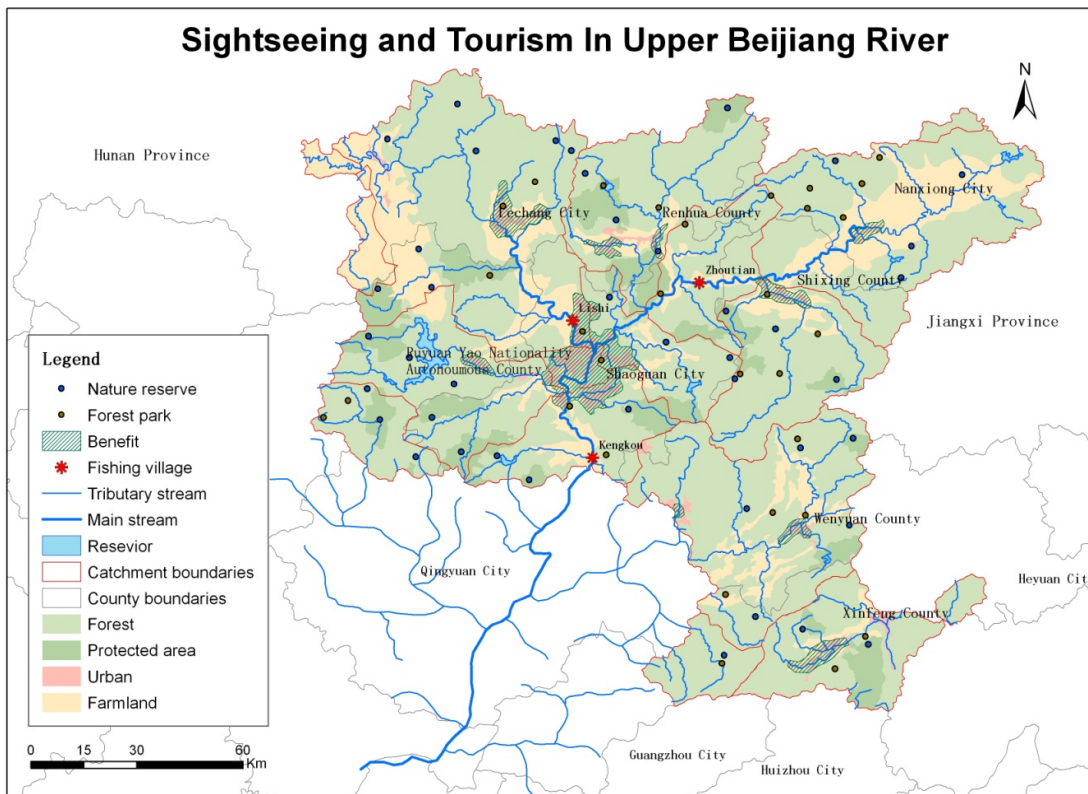 Sightseeing and Tourism In Upper Beijiang River
N
Hunan Province
Nanxiong City
Lechang City
Renhua County
Zhoutian
Shixing County
Lishi
Jiangxi Province
Ruyuan Yao Nationality
Autonoumous County
Shaoguan City
Kengkou
Wenyuan County
Qingyuan City
Heyuan Cit
Xinfeng County
Guangzhou City
Huizhou City
Legend
Nature reserve
Forest park
Benefit
Fishing village
Tributary stream
Main stream
Resevior
Catchment boundaries
County boundaries
Forest
Protected area
Urban
Farmland
0 15 30 60
Km